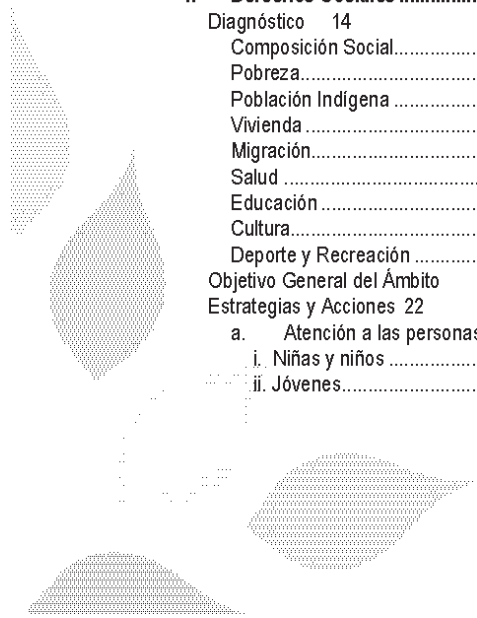 Diagnóstico 14
Composición Social................
Pobreza...............................
Población Indígena ................
Vivienda ..............................
Migración.............................
Salud ..................................
Educación ............................
Cultura.................................
Deporte y Recreación ............
Objetivo General del Ámbito
Estrategias y Acciones 22
a. Atención a las personas
i. Niñas y niños ..................
ii. Jóvenes.........................